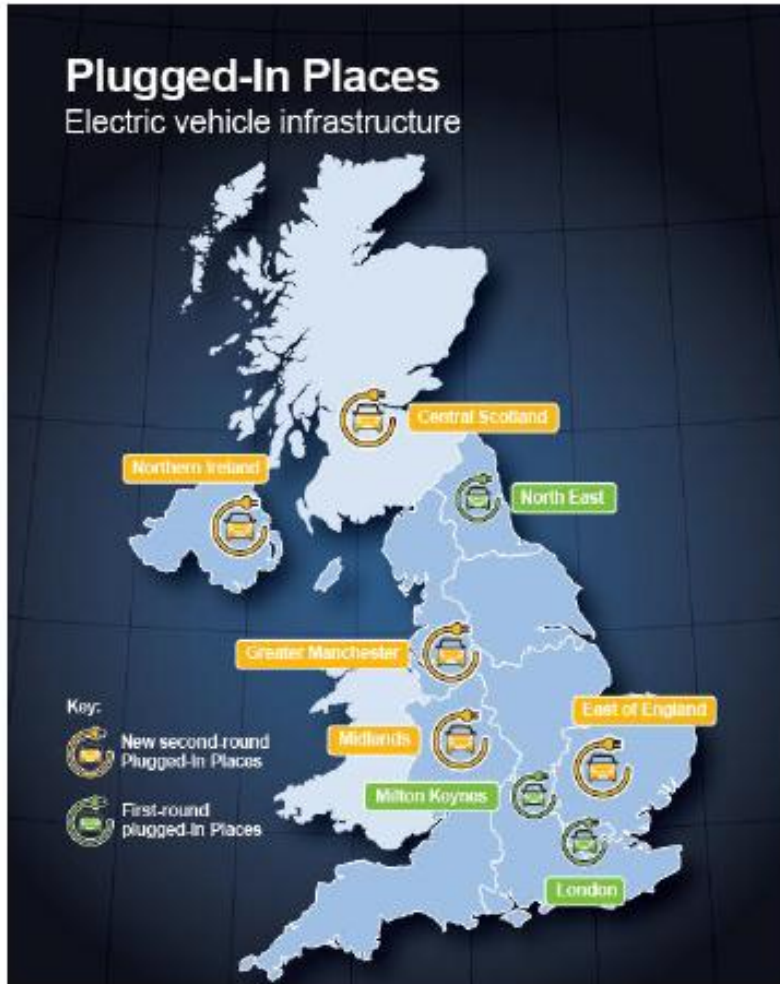 Plugged-In Places
Electric vehicle infrastructure
Central Scotland
Northern Ireland
North East
Greater Manchester
East of England
Midlands
Milton Keynes
London
Key:
New second-round
Plugged-In Places
First-round
plugged-In Places